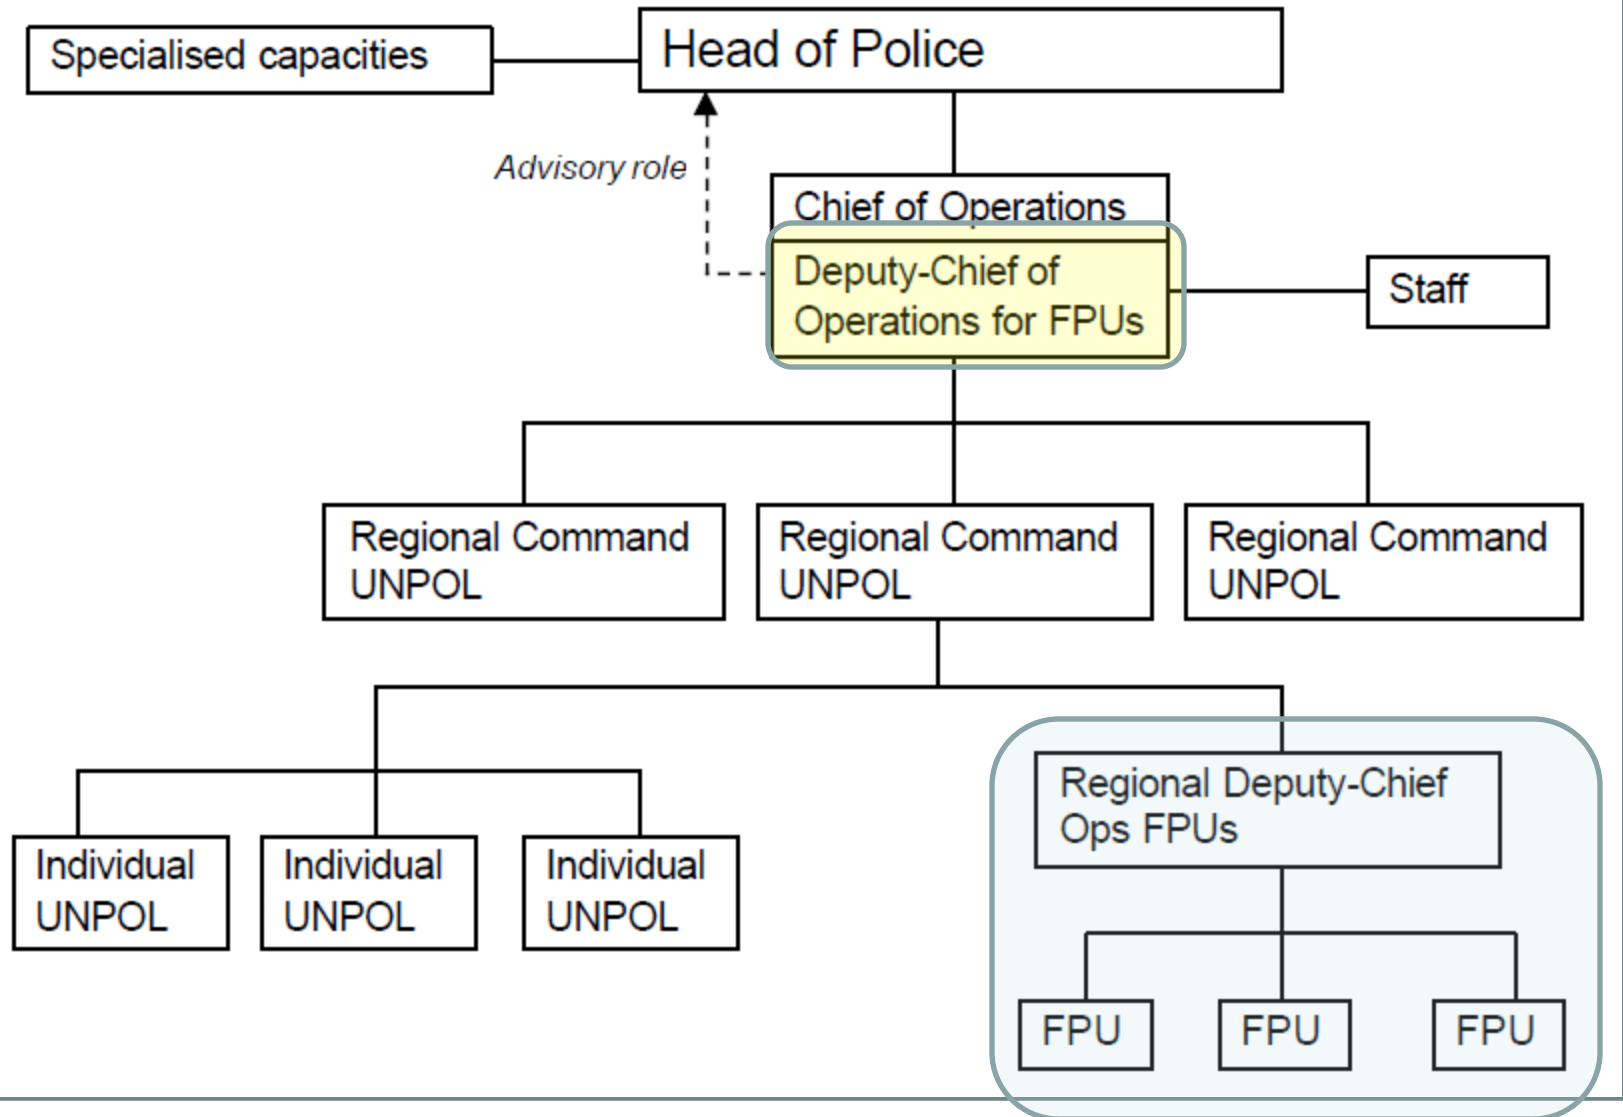 Specialised capacities
Head of Police
Advisory role
Chief of Operations
Deputy-Chief of
Operations for FPUs
Staff
Regional Command
UNPOL
Regional Command
UNPOL
Regional Command
UNPOL
Regional Deputy-Chief
Ops FPUs
Individual
UNPOL
Individual
UNPOL
Individual
UNPOL
FPU
FPU
FPU